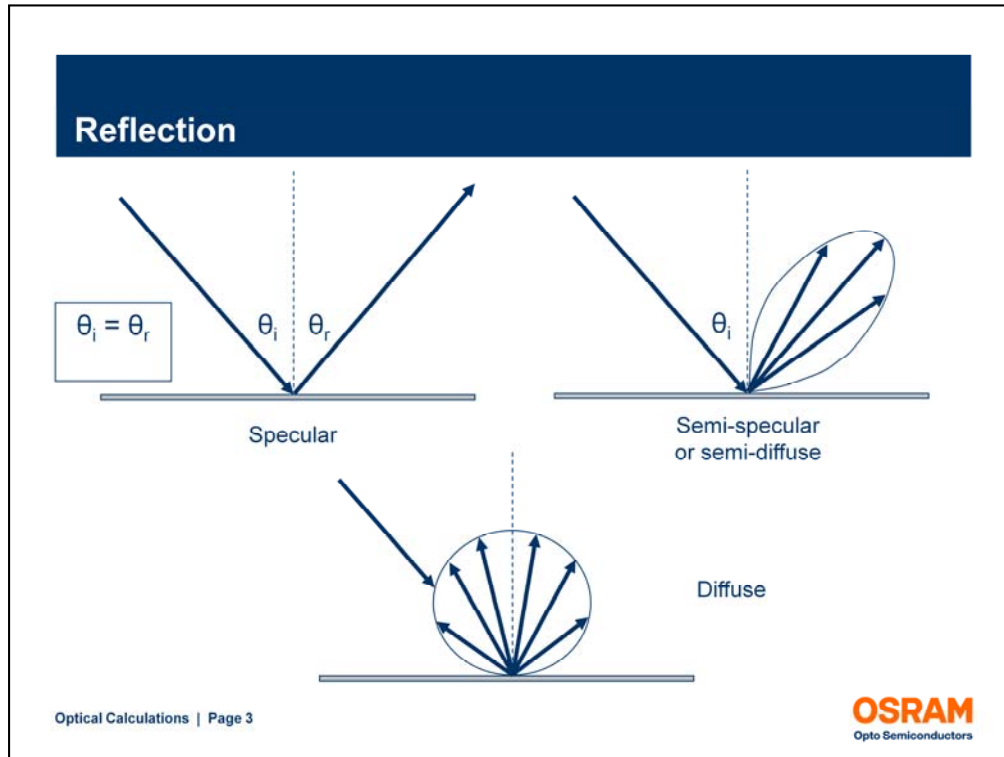 Reflection
θi = θr
θi
θr
Specular
θi
Semi-specular
or semi-diffuse
Diffuse
Optical Calculations | Page 3
OSRAM
Opto Semiconductors